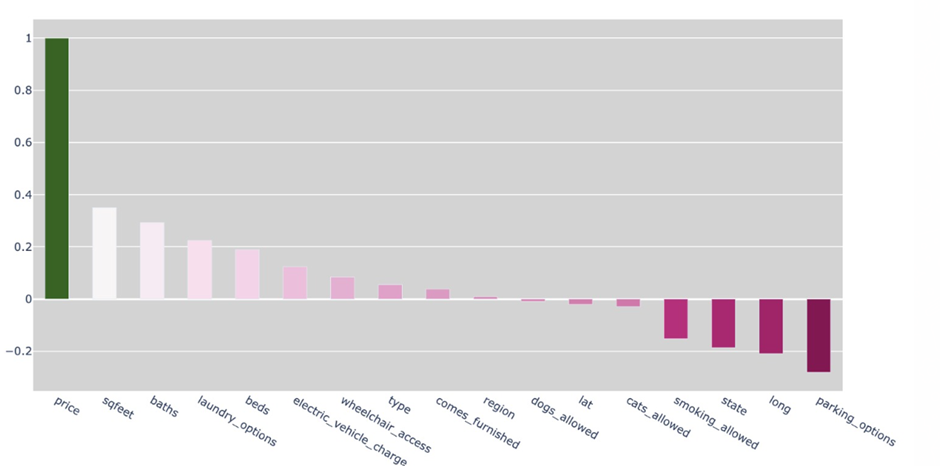 1
0.8
0.6
0.4
0.2
0
−0.2
price
sqfeet
baths
laundry_options
beds
electric_vehicle_charge
wheelchair_access
type
comes_furnished
region
dogs_allowed
lat
cats_allowed
smoking_allowed
state
long
parking_options